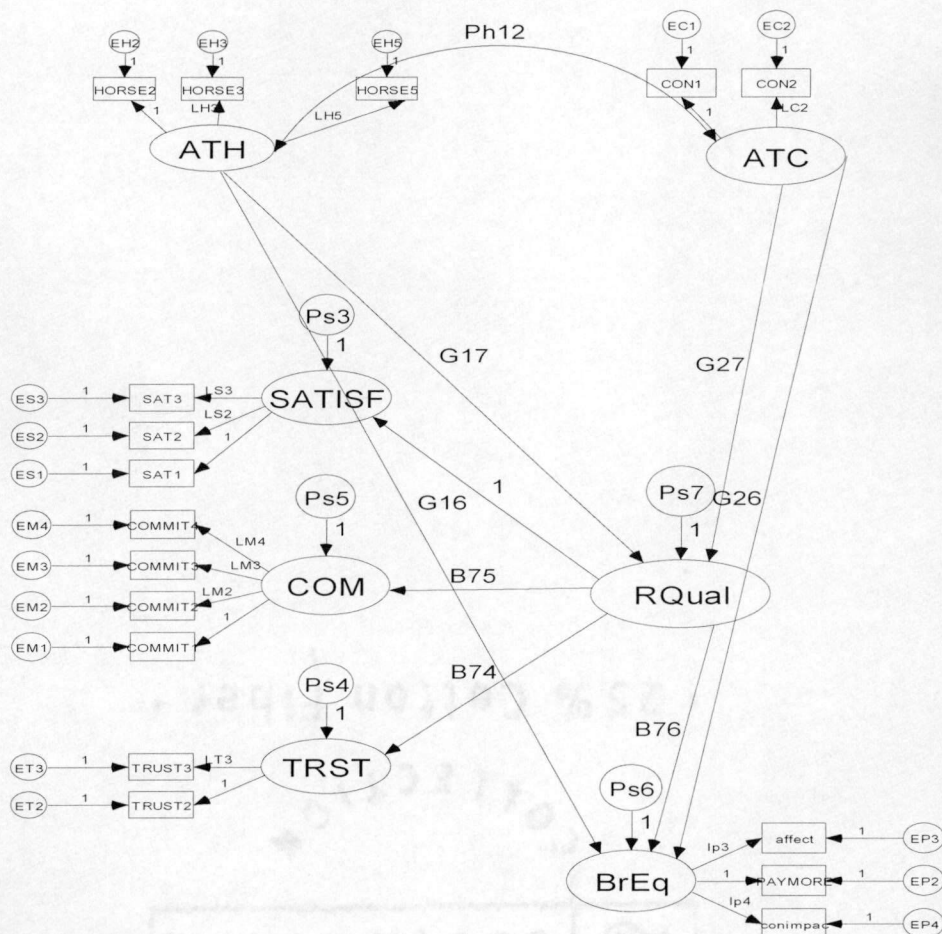 Ph12
EH2
EH3
EH5
EC1
EC2
1
1
1
1
1
HORSE2
HORSE3
HORSE5
CON1
CON2
1
LH5
1
LC2
ATH
ATC
Ps3
1
G17
G27
SATISF
ES3
1
SAT3
LS3
ES2
1
SAT2
LS2
ES1
1
SAT1
1
1
Ps5
1
G16
Ps7
1
G26
EM4
1
COMMIT4
LM4
EM3
1
COMMIT3
LM3
EM2
1
COMMIT2
LM2
EM1
1
COMMIT1
1
COM
B75
RQual
B74
Ps4
1
B76
ET3
1
TRUST3
LT3
ET2
1
TRUST2
1
TRST
Ps6
1
BrEq
lp3
affect
1
EP3
1
PAYMORE
1
EP2
lp4
conimpac
1
EP4